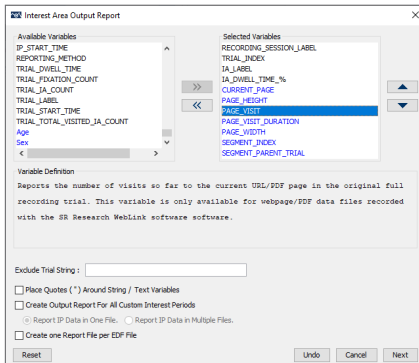 Interest Area Output Report
Available Variables
IP_START_TIME
REPORTING_METHOD
TRIAL_DWELL_TIME
TRIAL_FIXATION_COUNT
TRIAL_IA_COUNT
TRIAL_LABEL
TRIAL_START_TIME
TRIAL_TOTAL_VISITED_IA_COUNT
Age
Sex
>>
<<
Selected Variables
RECORDING_SESSION_LABEL
TRIAL_INDEX
IA_LABEL
IA_DWELL_TIME_%
CURRENT_PAGE
PAGE_HEIGHT
PAGE_VISIT
PAGE_VISIT_DURATION
PAGE_WIDTH
SEGMENT_INDEX
SEGMENT_PARENT_TRIAL
Variable Definition
Reports the number of visits so far to the current URL/PDF page in the original full
recording trial. This variable is only available for webpage/PDF data files recorded
with the SR Research WebLink software software.
Exclude Trial String :
Place Quotes ( " ) Around String / Text Variables
Create Output Report For All Custom Interest Periods
Report IP Data in One File. Report IP Data in Multiple Files.
Create one Report File per EDF File
Reset Undo Cancel Next